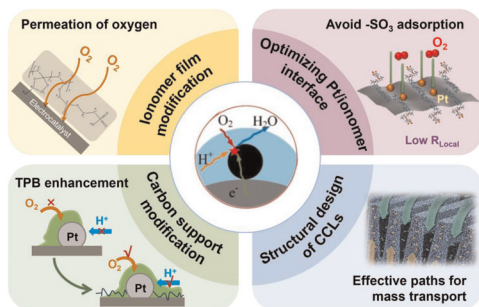 Permeation of oxygen
O2
O2
Electrocatalyst
Ionomer film
modification
Avoid -SO3 adsorption
O2
Pt
Low RLocal
Optimizing Pt/ionomer
interface
O2
H2O
H+
e-
TPB enhancement
O2
H+
Pt
O2
H+
Pt
Carbon support
modification
Structural design
of CCLs
Effective paths for
mass transport